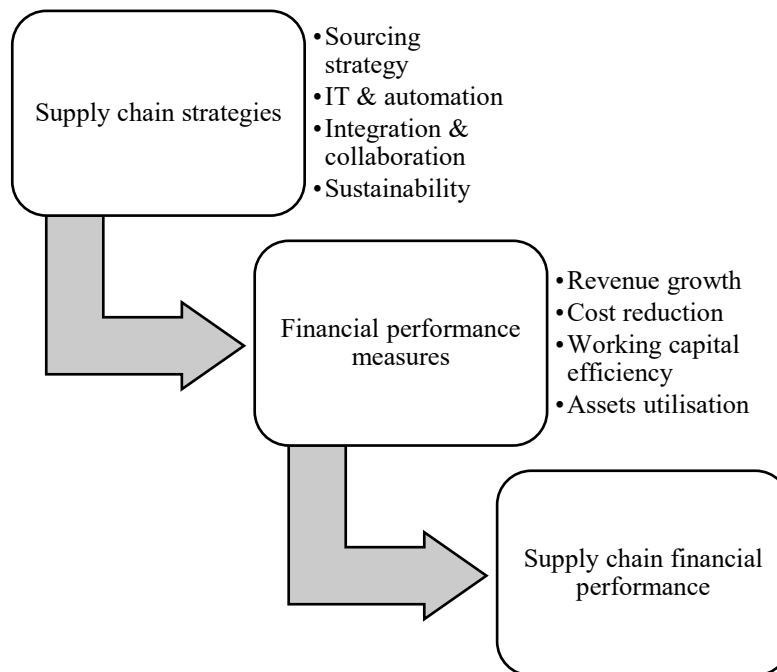 Supply chain strategies
•Sourcing
strategy
•IT & automation
•Integration &
collaboration
•Sustainability
Financial performance
measures
•Revenue growth
•Cost reduction
•Working capital
efficiency
•Assets utilisation
Supply chain financial
performance